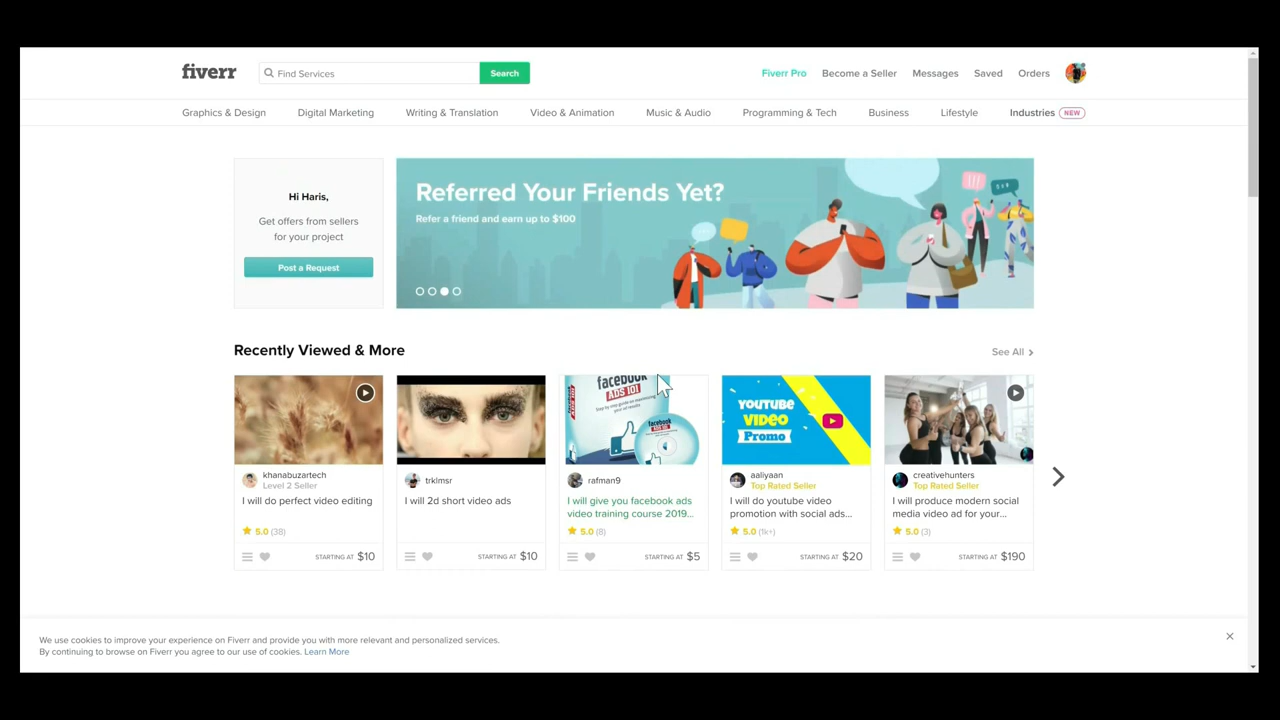 fiverr
Find Services
Search
Fiverr Pro
Become a Seller
Messages
Saved
Orders
Graphics & Design
Digital Marketing
Writing & Translation
Video & Animation
Music & Audio
Programming & Tech
Business
Lifestyle
Industries NEW
Hi Haris,
Get offers from sellers
for your project
Post a Request
Referred Your Friends Yet?
Refer a friend and earn up to $100
Recently Viewed & More
See All
khanabuzartech
Level 2 Seller
I will do perfect video editing
5.0 (38)
STARTING AT $10
trklmsr
I will 2d short video ads
STARTING AT $10
facebook
ADS 101
facebook
ADS 101
rafman9
I will give you facebook ads
video training course 2019...
5.0 (8)
STARTING AT $5
YOUTUBE
VIDEO
Promo
aaliyaan
Top Rated Seller
I will do youtube video
promotion with social ads...
5.0 (1k+)
STARTING AT $20
creativehunters
Top Rated Seller
I will produce modern social
media video ad for your...
5.0 (3)
STARTING AT $190
We use cookies to improve your experience on Fiverr and provide you with more relevant and personalized services.
By continuing to browse on Fiverr you agree to our use of cookies. Learn More